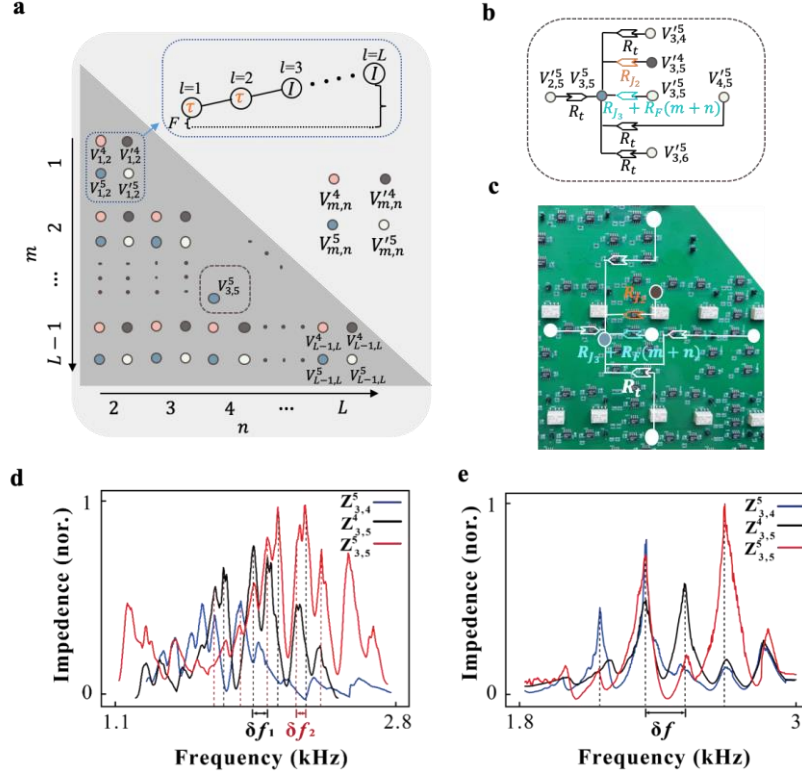 a
l=1
l=2
l=3
l=L
τ
τ
I
I
F
V⁴₁,₂ V′⁴₁,₂
V⁵₁,₂ V′⁵₁,₂
V⁴m,n V′⁴m,n
V⁵m,n V′⁵m,n
V⁵₃,₅
V⁴L−1,L V′⁴L−1,L
V⁵L−1,L V′⁵L−1,L
1
2
...
L−1
m
2 3 4 ... L
n
b
V′⁵₃,₄
Rt
V′⁴₃,₅
RJ₂
V′⁵₂,₅ V⁵₃,₅ V′⁵₃,₅ V′⁵₄,₅
Rt
RJ₃ + RF(m + n)
Rt
V′⁵₃,₆
Rt
c
RJ₂
RJ₃ + RF(m + n)
Rt
d
Impedence (nor.)
1
0
Z⁵₃,₄
Z⁴₃,₅
Z⁵₃,₅
1.1 δf₁ δf₂ 2.8
Frequency (kHz)
e
Impedence (nor.)
1
0
Z⁵₃,₄
Z⁴₃,₅
Z⁵₃,₅
1.8 δf 3
Frequency (kHz)